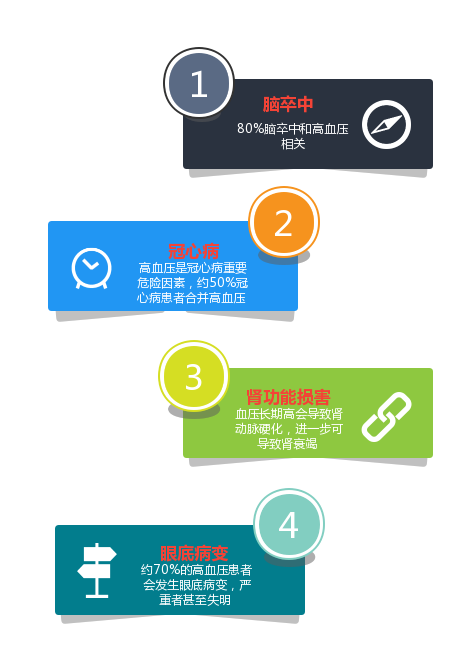 1
脑卒中
80%脑卒中和高血压
相关
2
冠心病
高血压是冠心病重要
危险因素，约50%冠
心病患者合并高血压
3
肾功能损害
血压长期高会导致肾
动脉硬化，进一步可
导致肾衰竭
4
眼底病变
约70%的高血压患者
会发生眼底病变，严
重者甚至失明